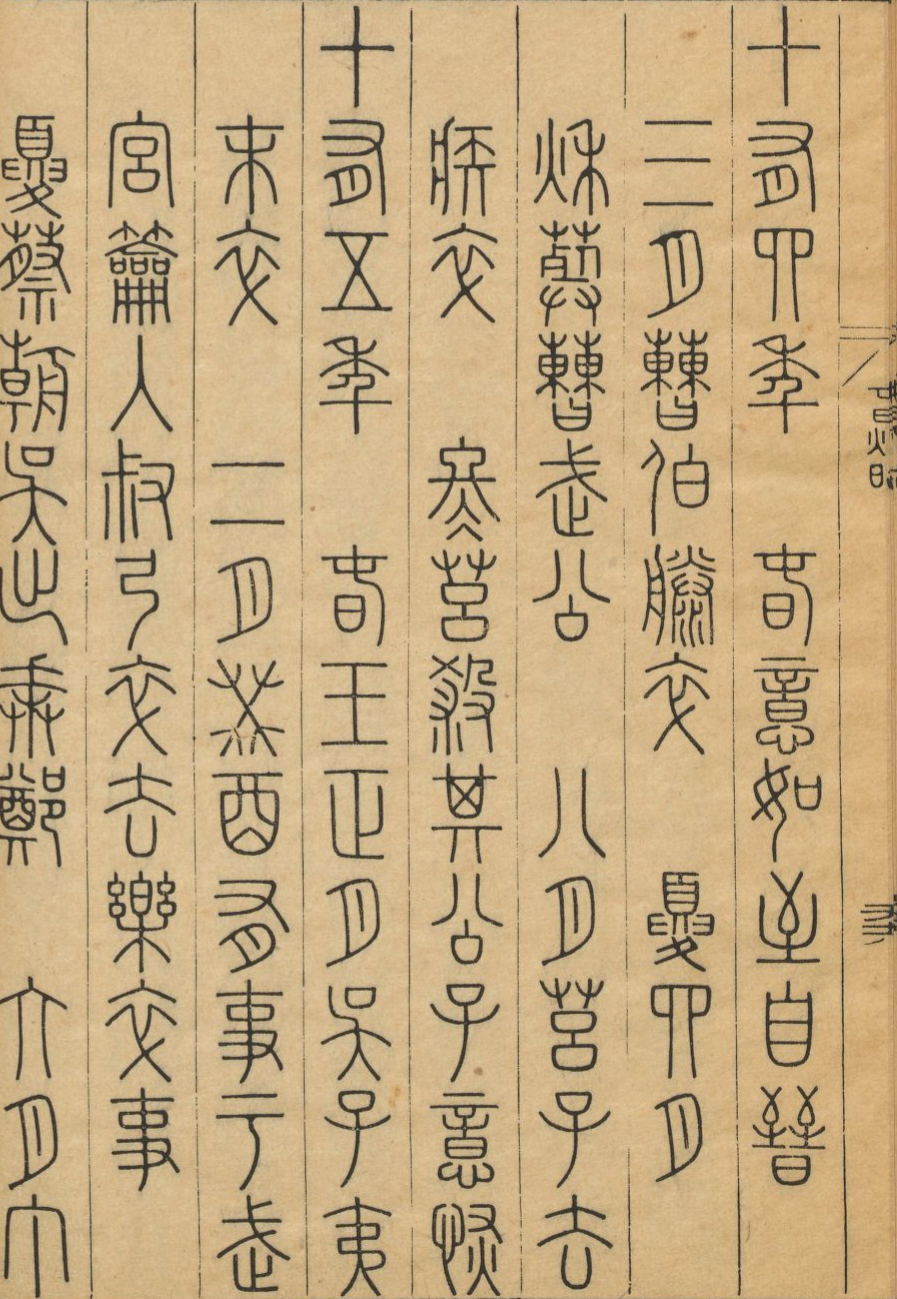 十有四年 春意如至自晉
三月曹伯滕卒 夏四月
秋葬曹武公 八月莒子去
疾卒 冬莒殺其公子意恢
十有五年 春王正月吳子夷
末卒 二月癸酉有事于武
宮籥入叔弓卒去樂卒事
夏蔡朝吳出奔鄭 六月丁